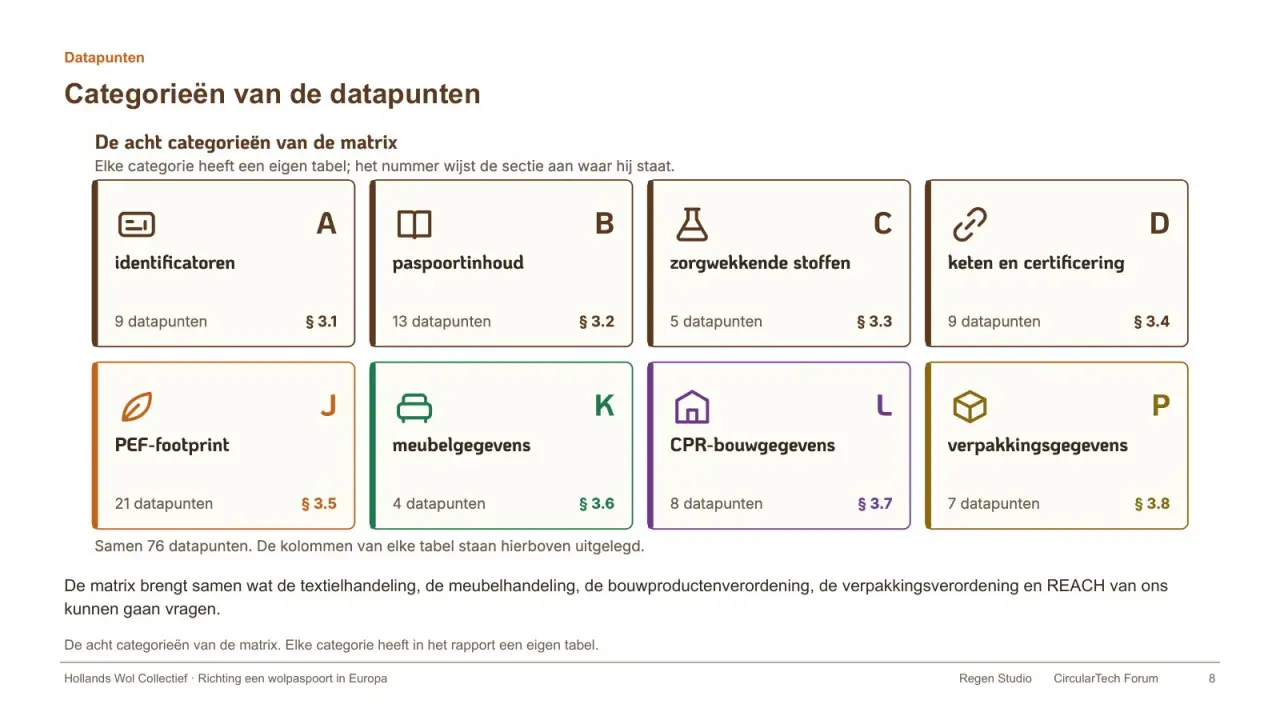 Datapunten
Categorieën van de datapunten
De acht categorieën van de matrix
Elke categorie heeft een eigen tabel; het nummer wijst de sectie aan waar hij staat.
A
identificatoren
9 datapunten § 3.1
B
paspoortinhoud
13 datapunten § 3.2
C
zorgwekkende stoffen
5 datapunten § 3.3
D
keten en certificering
9 datapunten § 3.4
J
PEF-footprint
21 datapunten § 3.5
K
meubelgegevens
4 datapunten § 3.6
L
CPR-bouwgegevens
8 datapunten § 3.7
P
verpakkingsgegevens
7 datapunten § 3.8
Samen 76 datapunten. De kolommen van elke tabel staan hierboven uitgelegd.
De matrix brengt samen wat de textielhandeling, de meubelhandeling, de bouwproductenverordening, de verpakkingsverordening en REACH van ons
kunnen gaan vragen.
De acht categorieën van de matrix. Elke categorie heeft in het rapport een eigen tabel.
Hollands Wol Collectief · Richting een wolpaspoort in Europa Regen Studio CircularTech Forum 8